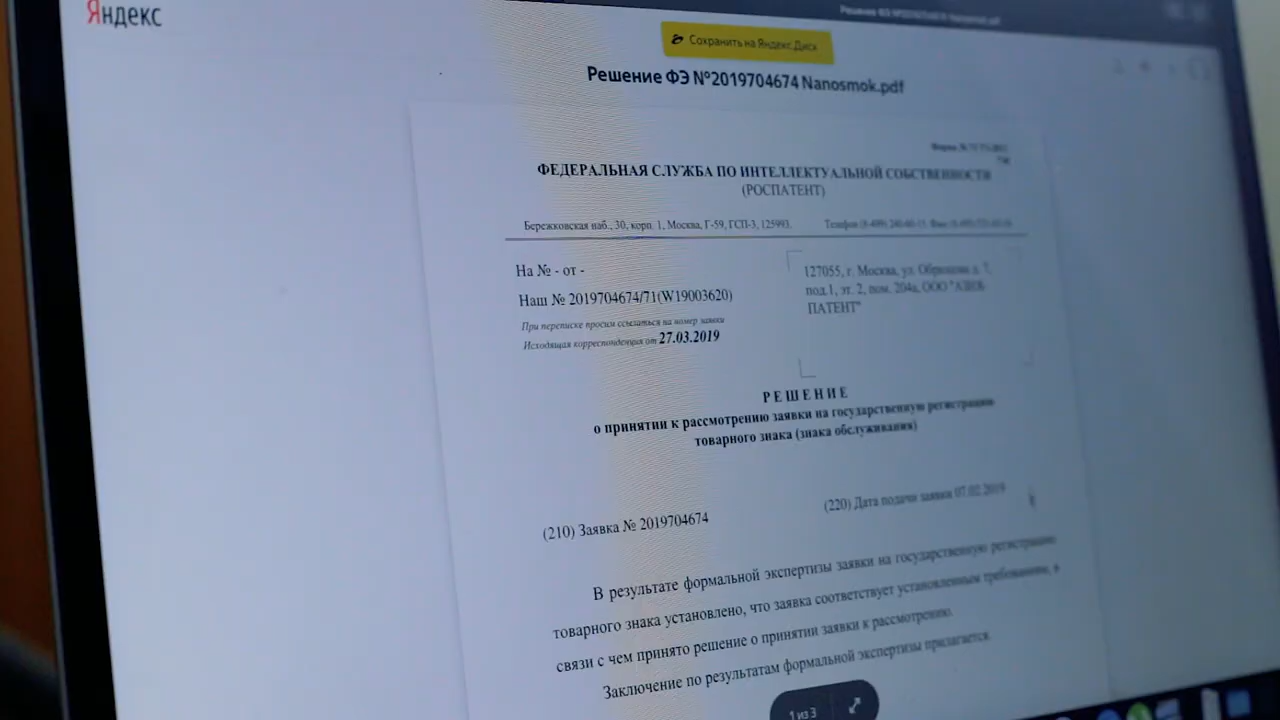 Яндекс
Сохранить на Яндекс.Диск
Решение ФЭ №2019704674 Nanosmok.pdf
ФЕДЕРАЛЬНАЯ СЛУЖБА ПО ИНТЕЛЛЕКТУАЛЬНОЙ СОБСТВЕННОСТИ
(РОСПАТЕНТ)
Бережковская наб., 30, корп. 1, Москва, Г-59, ГСП-3, 125993. Телефон
На № - от -
Наш № 2019704674/71(W19003620)
При переписке просим ссылаться на номер заявки
Исходящая корреспонденция от 27.03.2019
127055, г. Москва, ул. д. 7,
под.1, эт. 2, пом. 204а, ООО
ПАТЕНТ"
РЕШЕНИЕ
о принятии к рассмотрению заявки на государственную регистрацию
товарного знака (знака обслуживания)
(210) Заявка № 2019704674
(220) Дата подачи заявки 07.02.2019
В результате формальной экспертизы заявки на государственную регистрацию
товарного знака установлено, что заявка соответствует установленным требованиям, в
связи с чем принято решение о принятии заявки к рассмотрению.
Заключение по результатам формальной экспертизы прилагается.
1 из 3